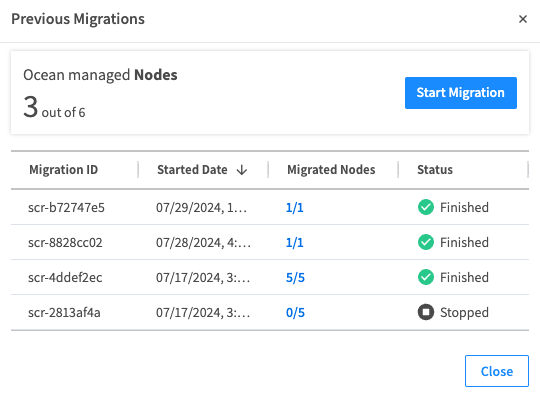 Previous Migrations ×
Ocean managed Nodes
3 out of 6
Start Migration
Migration ID Started Date ↓ Migrated Nodes Status
scr-b72747e5 07/29/2024, 1... 1/1 Finished
scr-8828cc02 07/28/2024, 4:... 1/1 Finished
scr-4ddef2ec 07/17/2024, 3:... 5/5 Finished
scr-2813af4a 07/17/2024, 3:... 0/5 Stopped
Close